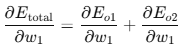 ∂E_total/∂w_1 = ∂E_o1/∂w_1 + ∂E_o2/∂w_1